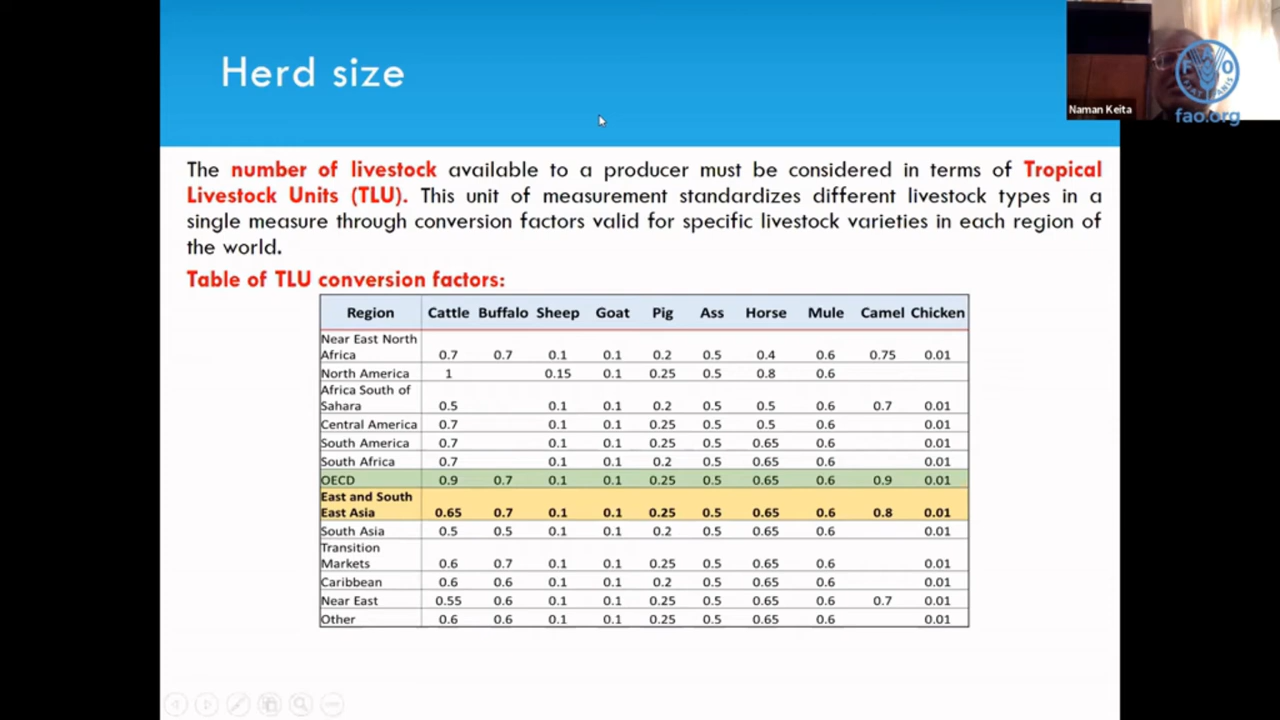 Herd size
Naman Keita
F A O
FIAT PANIS
fao.org
The number of livestock available to a producer must be considered in terms of Tropical
Livestock Units (TLU). This unit of measurement standardizes different livestock types in a
single measure through conversion factors valid for specific livestock varieties in each region of
the world.
Table of TLU conversion factors:
Region Cattle Buffalo Sheep Goat Pig Ass Horse Mule Camel Chicken
Near East North
Africa 0.7 0.7 0.1 0.1 0.2 0.5 0.4 0.6 0.75 0.01
North America 1 0.15 0.1 0.25 0.5 0.8 0.6
Africa South of
Sahara 0.5 0.1 0.1 0.2 0.5 0.5 0.6 0.7 0.01
Central America 0.7 0.1 0.1 0.25 0.5 0.5 0.6 0.01
South America 0.7 0.1 0.1 0.25 0.5 0.65 0.6 0.01
South Africa 0.7 0.1 0.1 0.2 0.5 0.65 0.6 0.01
OECD 0.9 0.7 0.1 0.1 0.25 0.5 0.65 0.6 0.9 0.01
East and South
East Asia 0.65 0.7 0.1 0.1 0.25 0.5 0.65 0.6 0.8 0.01
South Asia 0.5 0.5 0.1 0.1 0.2 0.5 0.65 0.6 0.01
Transition
Markets 0.6 0.7 0.1 0.1 0.25 0.5 0.65 0.6 0.01
Caribbean 0.6 0.6 0.1 0.1 0.2 0.5 0.65 0.6 0.01
Near East 0.55 0.6 0.1 0.1 0.25 0.5 0.65 0.6 0.7 0.01
Other 0.6 0.6 0.1 0.1 0.25 0.5 0.65 0.6 0.01